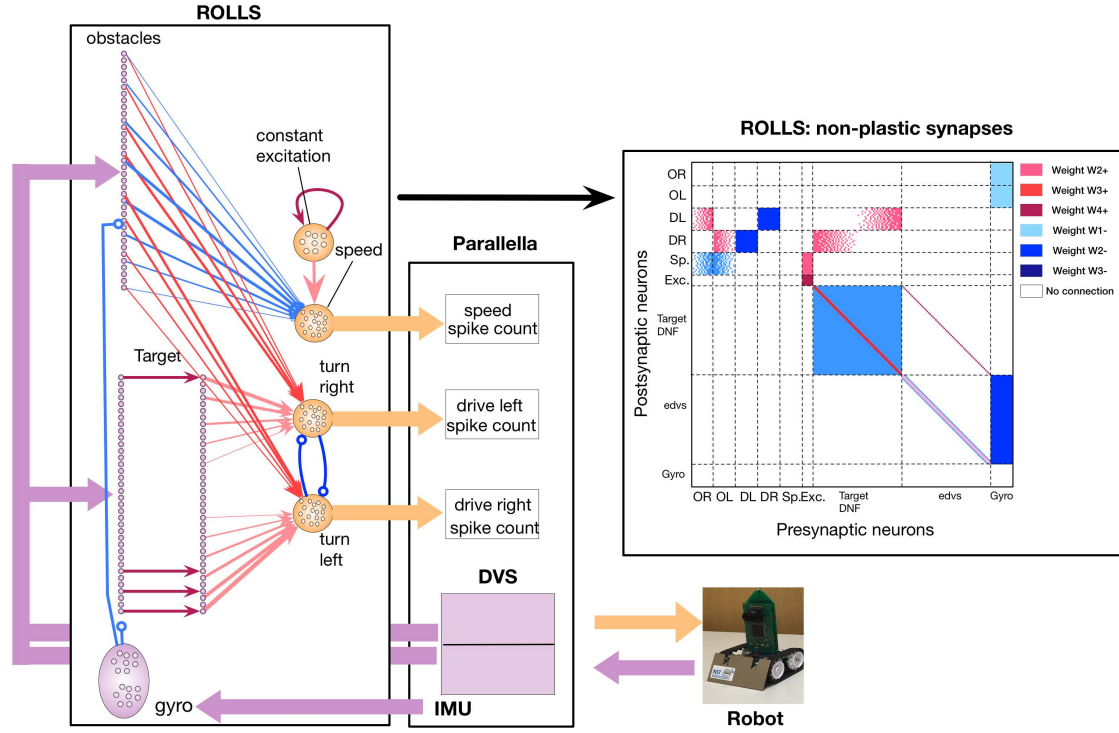 ROLLS
obstacles
constant
excitation
speed
Target
turn
right
turn
left
gyro
Parallella
speed
spike count
drive left
spike count
drive right
spike count
DVS
IMU
Robot
ROLLS: non-plastic synapses
Postsynaptic neurons
OR
OL
DL
DR
Sp.
Exc.
Target
DNF
edvs
Gyro
OR OL DL DR Sp.Exc. Target edvs Gyro
DNF
Presynaptic neurons
Weight W2+
Weight W3+
Weight W4+
Weight W1-
Weight W2-
Weight W3-
No connection